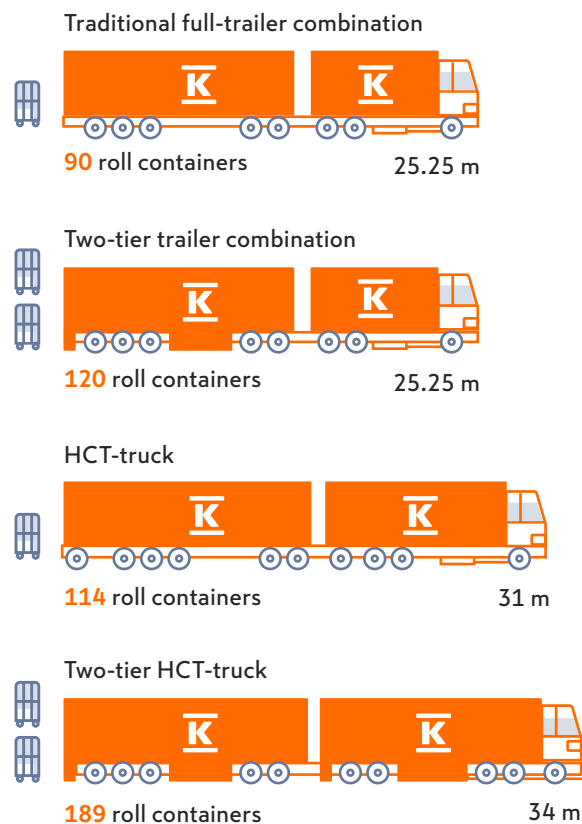 Traditional full-trailer combination
K K
90 roll containers 25.25 m
Two-tier trailer combination
K K
120 roll containers 25.25 m
HCT-truck
K K
114 roll containers 31 m
Two-tier HCT-truck
K K
189 roll containers 34 m